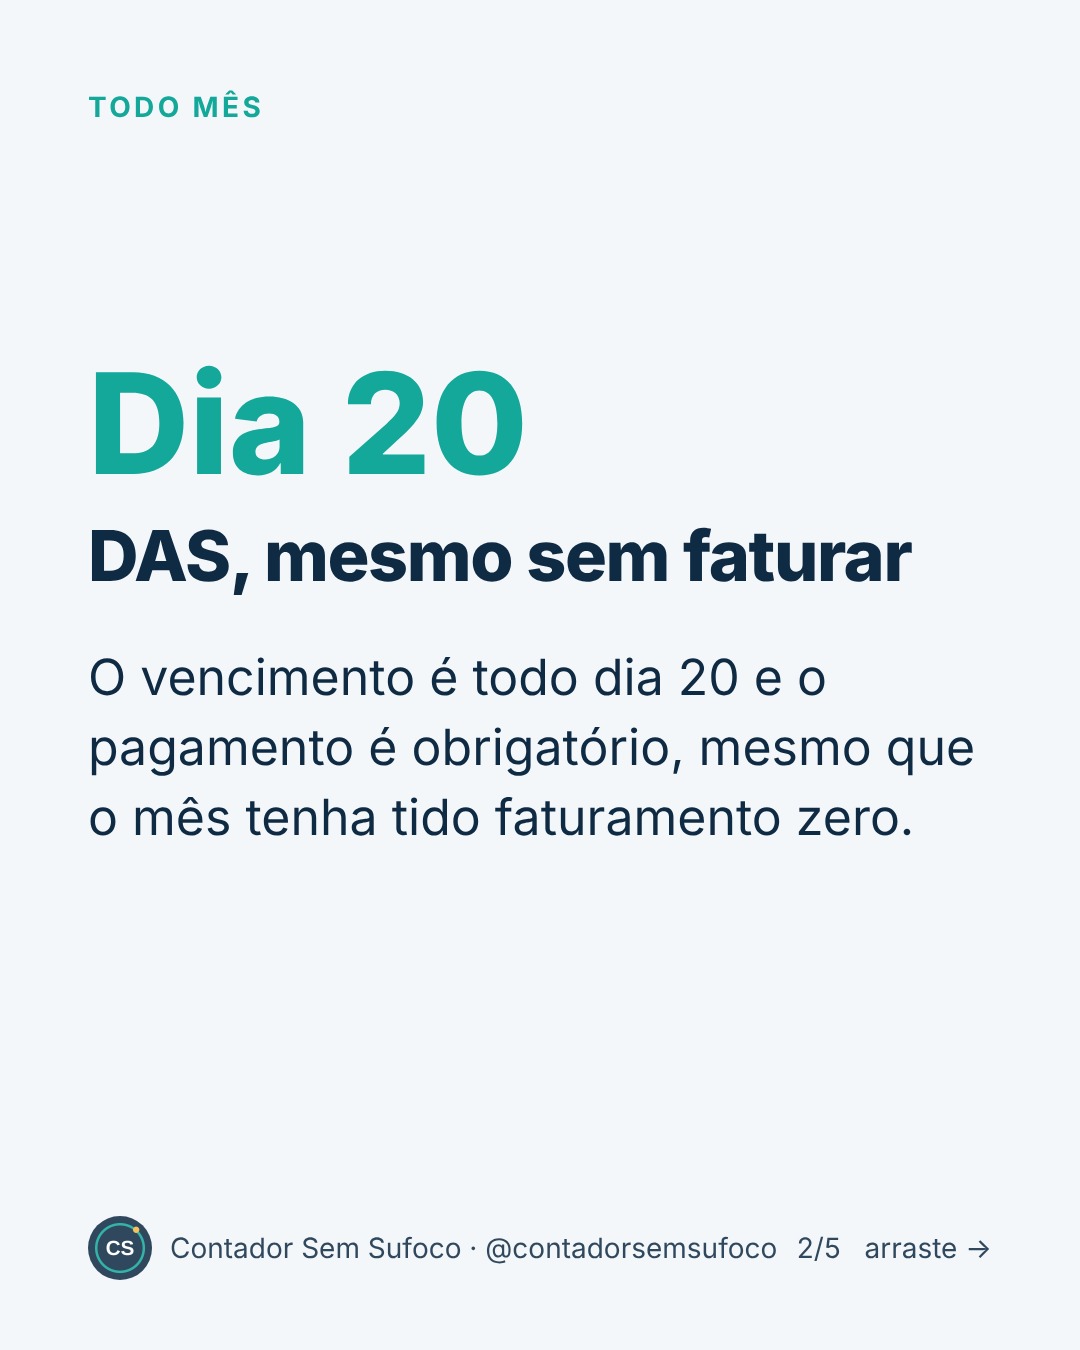 TODO MÊS
Dia 20
DAS, mesmo sem faturar
O vencimento é todo dia 20 e o
pagamento é obrigatório, mesmo que
o mês tenha tido faturamento zero.
CS Contador Sem Sufoco · @contadorsemsufoco 2/5 arraste →